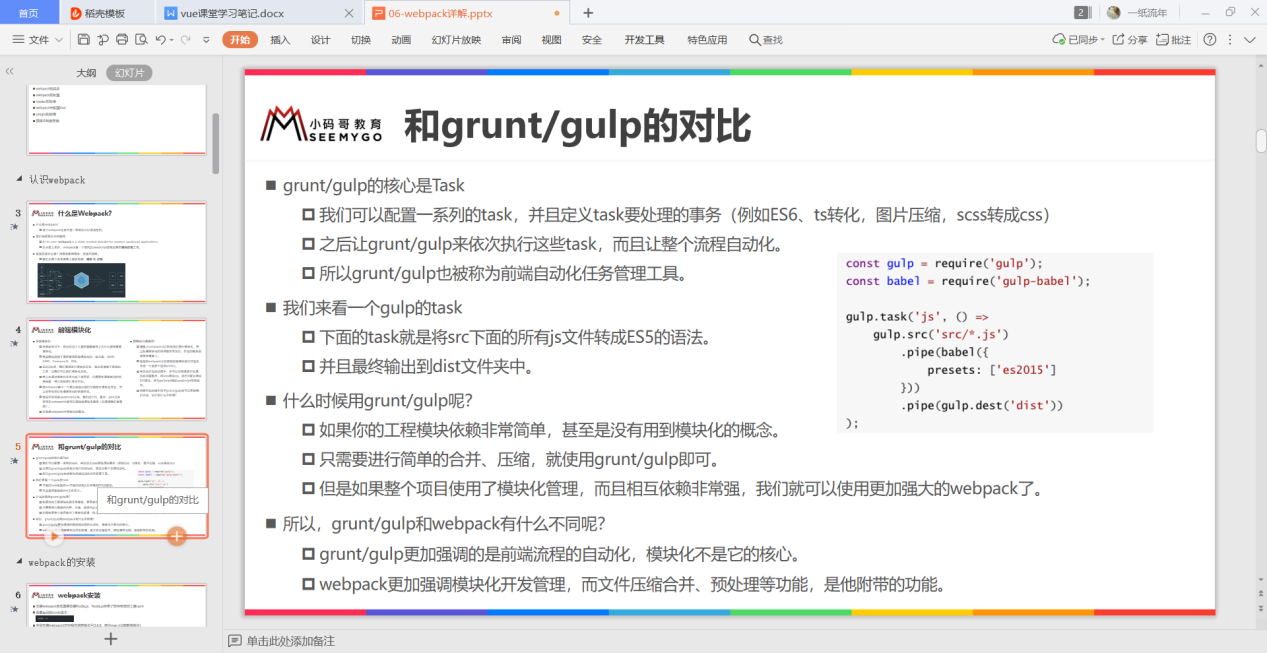 首页
稻壳模板
vue课堂学习笔记.docx
06-webpack详解.pptx
2
一纸流年
文件
开始
插入
设计
切换
动画
幻灯片放映
审阅
视图
安全
开发工具
特色应用
查找
已同步
分享
批注
大纲
幻灯片
认识webpack
3
什么是Webpack?
4
前端模块化
5
和grunt/gulp的对比
和grunt/gulp的对比
webpack的安装
6
webpack安装
小码哥教育
SEEMYGO
和grunt/gulp的对比
grunt/gulp的核心是Task
我们可以配置一系列的task，并且定义task要处理的事务（例如ES6、ts转化，图片压缩，scss转成css）
之后让grunt/gulp来依次执行这些task，而且让整个流程自动化。
所以grunt/gulp也被称为前端自动化任务管理工具。
我们来看一个gulp的task
下面的task就是将src下面的所有js文件转成ES5的语法。
并且最终输出到dist文件夹中。
什么时候用grunt/gulp呢?
如果你的工程模块依赖非常简单，甚至是没有用到模块化的概念。
只需要进行简单的合并、压缩，就使用grunt/gulp即可。
但是如果整个项目使用了模块化管理，而且相互依赖非常强，我们就可以使用更加强大的webpack了。
所以，grunt/gulp和webpack有什么不同呢?
grunt/gulp更加强调的是前端流程的自动化，模块化不是它的核心。
webpack更加强调模块化开发管理，而文件压缩合并、预处理等功能，是他附带的功能。
const gulp = require('gulp');
const babel = require('gulp-babel');
gulp.task('js', () =>
gulp.src('src/*.js')
.pipe(babel({
presets: ['es2015']
}))
.pipe(gulp.dest('dist'))
);
单击此处添加备注